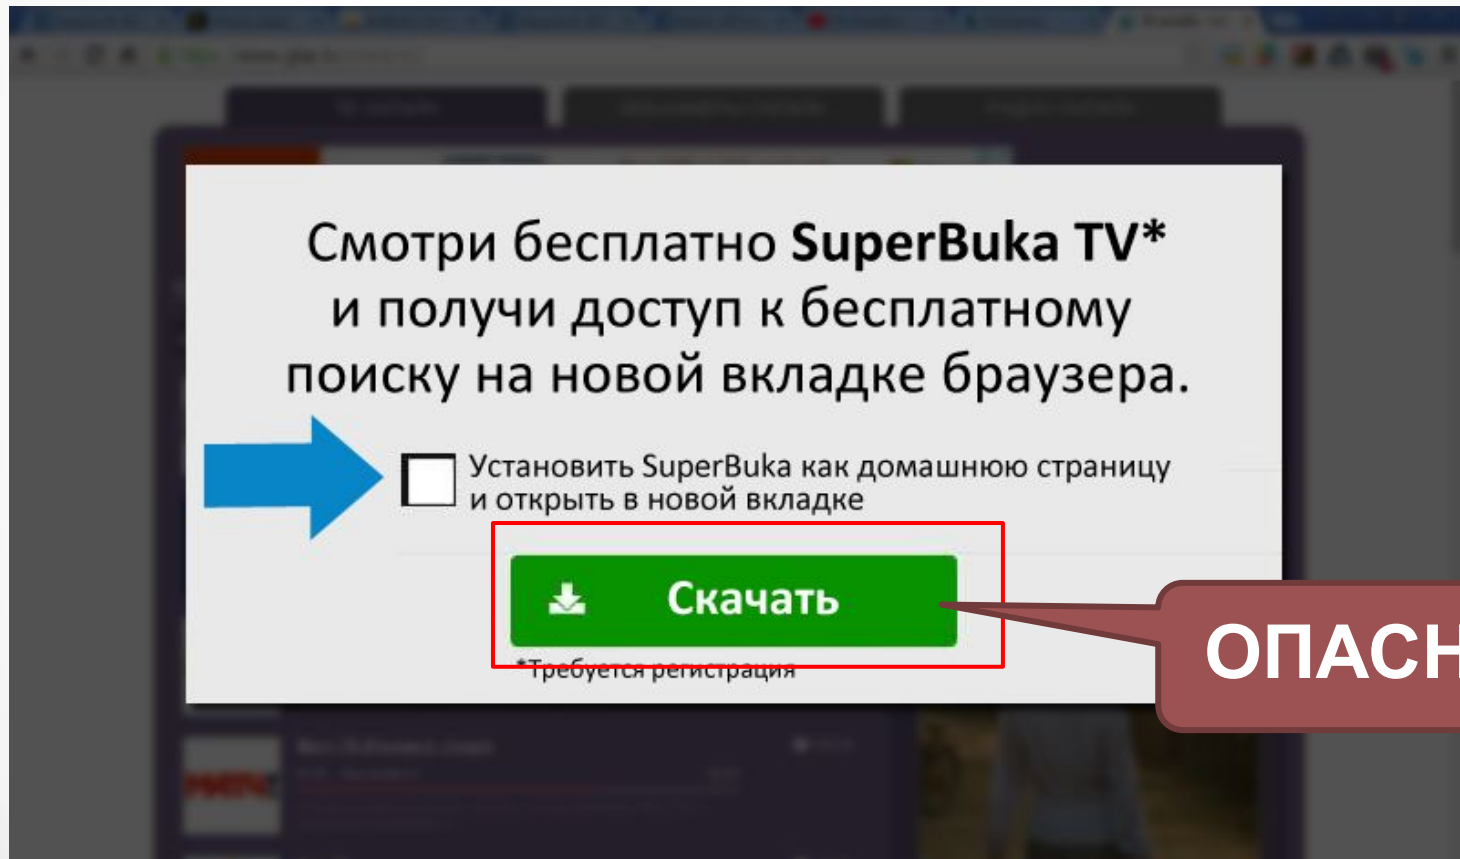 Смотри бесплатно SuperBuka TV*
и получи доступ к бесплатному
поиску на новой вкладке браузера.
Установить SuperBuka как домашнюю страницу
и открыть в новой вкладке
Скачать
*Требуется регистрация
ОПАСН